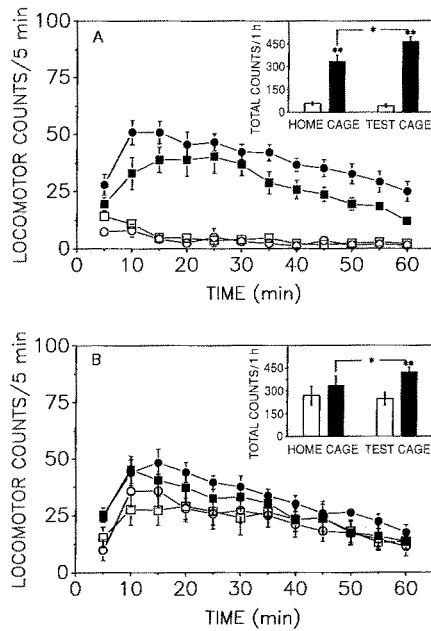 A
LOCOMOTOR COUNTS/5 min
100
75
50
25
0
0 10 20 30 40 50 60
TIME (min)
TOTAL COUNTS/1 h
600
450
300
150
**
*
**
HOME CAGE TEST CAGE
B
LOCOMOTOR COUNTS/5 min
100
75
50
25
0
0 10 20 30 40 50 60
TIME (min)
TOTAL COUNTS/1 h
600
450
300
150
*
**
HOME CAGE TEST CAGE